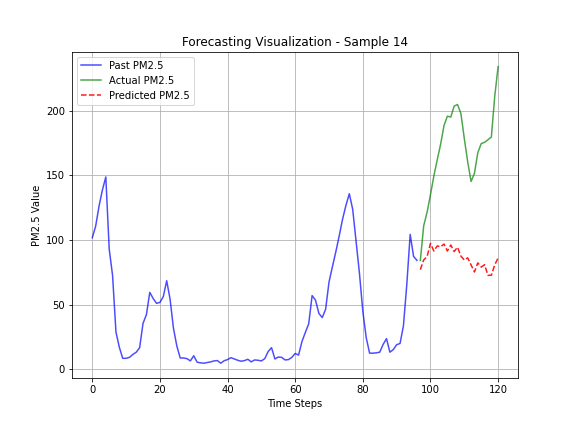 Forecasting Visualization - Sample 14
Past PM2.5
Actual PM2.5
Predicted PM2.5
PM2.5 Value
200
150
100
50
0
0 20 40 60 80 100 120
Time Steps